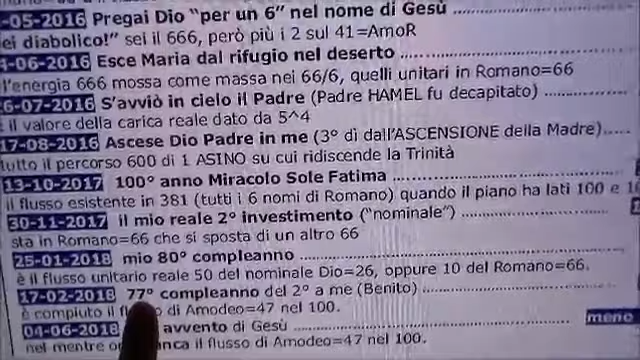 -05-2016 Pregai Dio “per un 6” nel nome di Gesù
ei diabolico!” sei il 666, però più i 2 sul 41=AmoR
-06-2016 Esce Maria dal rifugio nel deserto
l'energia 666 mossa come massa nei 66/6, quelli unitari in Romano=66
6-07-2016 S'avviò in cielo il Padre (Padre HAMEL fu decapitato)
il valore della carica reale dato da 5^4
17-08-2016 Ascese Dio Padre in me (3° dì dall'ASCENSIONE della Madre)
tutto il percorso 600 di 1 ASINO su cui ridiscende la Trinità
13-10-2017 100° anno Miracolo Sole Fatima
il flusso esistente in 381 (tutti i 6 nomi di Romano) quando il piano ha lati 100 e 1
30-11-2017 il mio reale 2° investimento (“nominale”)
sta in Romano=66 che si sposta di un altro 66
25-01-2018 mio 80° compleanno
è il flusso unitario reale 50 del nominale Dio=26, oppure 10 del Romano=66.
17-02-2018 77° compleanno del 2° a me (Benito)
è compiuto il di Amodeo=47 nel 100. meno
04-06-2018 avvento di Gesù
nel mentre il flusso di Amodeo=47 nel 100.